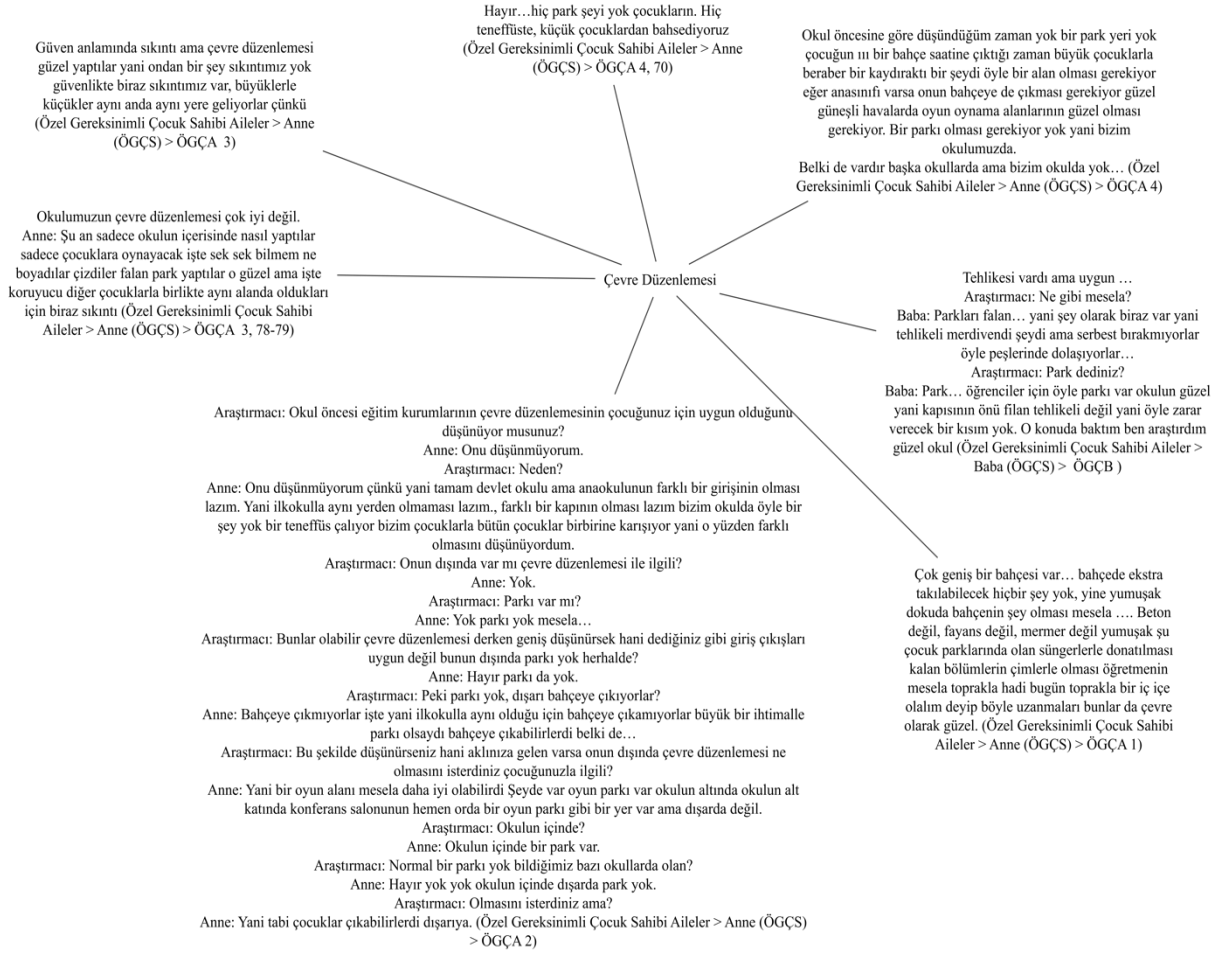 Hayır…hiç park şeyi yok çocukların. Hiç
teneffüste, küçük çocuklardan bahsediyoruz
(Özel Gereksinimli Çocuk Sahibi Aileler > Anne
(ÖGÇS) > ÖGÇA 4, 70)
Güven anlamında sıkıntı ama çevre düzenlemesi
güzel yaptılar yani ondan bir şey sıkıntımız yok
güvenlikte biraz sıkıntımız var, büyüklerle
küçükler aynı anda aynı yere geliyorlar çünkü
(Özel Gereksinimli Çocuk Sahibi Aileler > Anne
(ÖGÇS) > ÖGÇA  3)
Okul öncesine göre düşündüğüm zaman yok bir park yeri yok
çocuğun ııı bir bahçe saatine çıktığı zaman büyük çocuklarla
beraber bir kaydıraktı bir şeydi öyle bir alan olması gerekiyor
eğer anasınıfı varsa onun bahçeye de çıkması gerekiyor güzel
güneşli havalarda oyun oynama alanlarının güzel olması
gerekiyor. Bir parkı olması gerekiyor yok yani bizim
okulumuzda.
Belki de vardır başka okullarda ama bizim okulda yok… (Özel
Gereksinimli Çocuk Sahibi Aileler > Anne (ÖGÇS) > ÖGÇA 4)
Okulumuzun çevre düzenlemesi çok iyi değil.
Anne: Şu an sadece okulun içerisinde nasıl yaptılar
sadece çocuklara oynayacak işte sek sek bilmem ne
boyadılar çizdiler falan park yaptılar o güzel ama işte
koruyucu diğer çocuklarla birlikte aynı alanda oldukları
için biraz sıkıntı (Özel Gereksinimli Çocuk Sahibi
Aileler > Anne (ÖGÇS) > ÖGÇA  3, 78-79)
Çevre Düzenlemesi
Tehlikesi vardı ama uygun …
Araştırmacı: Ne gibi mesela?
Baba: Parkları falan… yani şey olarak biraz var yani
tehlikeli merdivendi şeydi ama serbest bırakmıyorlar
öyle peşlerinde dolaşıyorlar…
Araştırmacı: Park dediniz?
Baba: Park… öğrenciler için öyle parkı var okulun güzel
yani kapısının önü filan tehlikeli değil yani öyle zarar
verecek bir kısım yok. O konuda baktım ben araştırdım
güzel okul (Özel Gereksinimli Çocuk Sahibi Aileler >
Baba (ÖGÇS) >  ÖGÇB )
Araştırmacı: Okul öncesi eğitim kurumlarının çevre düzenlemesinin çocuğunuz için uygun olduğunu
düşünüyor musunuz?
Anne: Onu düşünmüyorum.
Araştırmacı: Neden?
Anne: Onu düşünmüyorum çünkü yani tamam devlet okulu ama anaokulunun farklı bir girişinin olması
lazım. Yani ilkokulla aynı yerden olmaması lazım., farklı bir kapının olması lazım bizim okulda öyle bir
şey yok bir teneffüs çalıyor bizim çocuklarla bütün çocuklar birbirine karışıyor yani o yüzden farklı
olmasını düşünüyordum.
Araştırmacı: Onun dışında var mı çevre düzenlemesi ile ilgili?
Anne: Yok.
Araştırmacı: Parkı var mı?
Anne: Yok parkı yok mesela…
Araştırmacı: Bunlar olabilir çevre düzenlemesi derken geniş düşünürsek hani dediğiniz gibi giriş çıkışları
uygun değil bunun dışında parkı yok herhalde?
Anne: Hayır parkı da yok.
Araştırmacı: Peki parkı yok, dışarı bahçeye çıkıyorlar?
Anne: Bahçeye çıkmıyorlar işte yani ilkokulla aynı olduğu için bahçeye çıkamıyorlar büyük bir ihtimalle
parkı olsaydı bahçeye çıkabilirlerdi belki de…
Araştırmacı: Bu şekilde düşünürseniz hani aklınıza gelen varsa onun dışında çevre düzenlemesi ne
olmasını isterdiniz çocuğunuzla ilgili?
Anne: Yani bir oyun alanı mesela daha iyi olabilirdi Şeyde var oyun parkı var okulun altında okulun alt
katında konferans salonunun hemen orda bir oyun parkı gibi bir yer var ama dışarda değil.
Araştırmacı: Okulun içinde?
Anne: Okulun içinde bir park var.
Araştırmacı: Normal bir parkı yok bildiğimiz bazı okullarda olan?
Anne: Hayır yok yok okulun içinde dışarda park yok.
Araştırmacı: Olmasını isterdiniz ama?
Anne: Yani tabi çocuklar çıkabilirlerdi dışarıya. (Özel Gereksinimli Çocuk Sahibi Aileler > Anne (ÖGÇS)
> ÖGÇA 2)
Çok geniş bir bahçesi var… bahçede ekstra
takılabilecek hiçbir şey yok, yine yumuşak
dokuda bahçenin şey olması mesela …. Beton
değil, fayans değil, mermer değil yumuşak şu
çocuk parklarında olan süngerlerle donatılması
kalan bölümlerin çimlerle olması öğretmenin
mesela toprakla hadi bugün toprakla bir iç içe
olalım deyip böyle uzanmaları bunlar da çevre
olarak güzel. (Özel Gereksinimli Çocuk Sahibi
Aileler > Anne (ÖGÇS) > ÖGÇA 1)